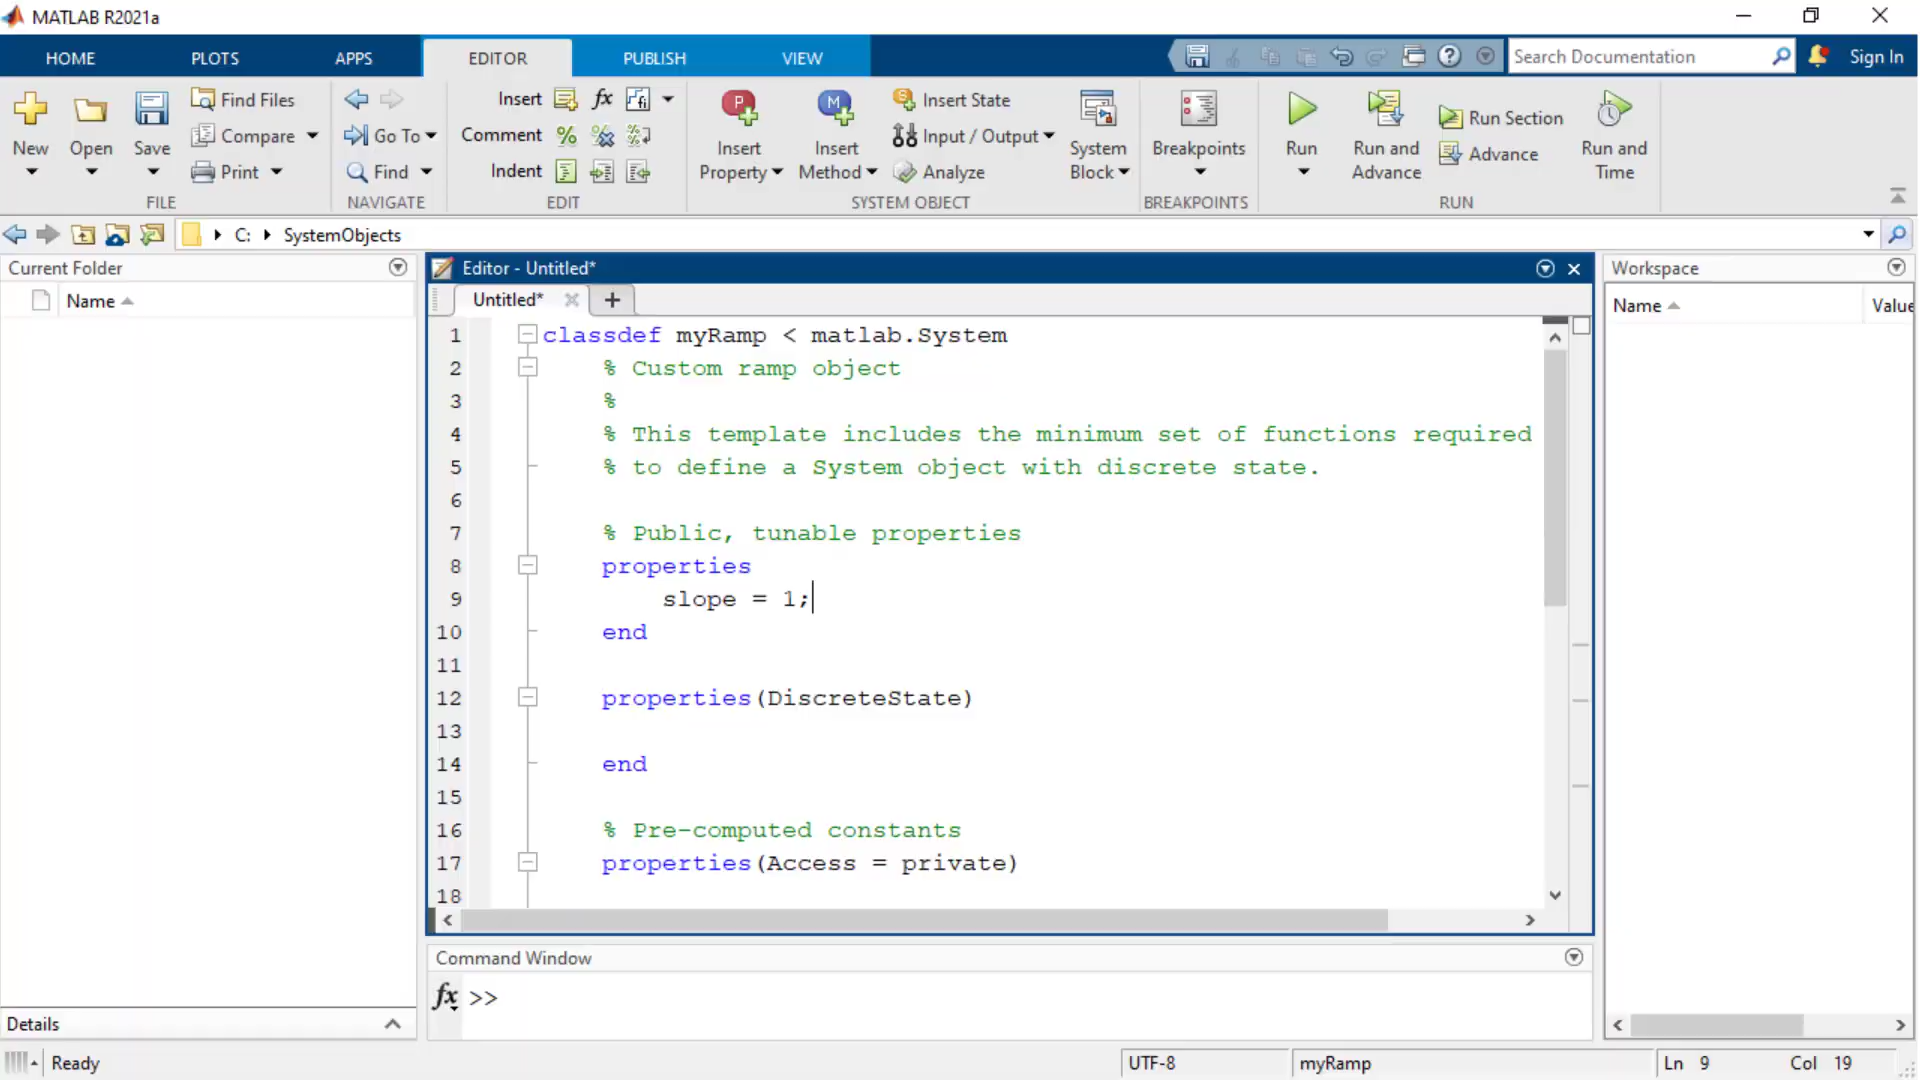 MATLAB R2021a
HOME PLOTS APPS EDITOR PUBLISH VIEW Search Documentation Sign In
New Open Save Find Files Compare Print
FILE
Go To Find
NAVIGATE
Insert fx
Comment
Indent
EDIT
Insert Property Insert Method Insert State Input / Output Analyze System Block
SYSTEM OBJECT
Breakpoints
BREAKPOINTS
Run Run and Advance Run Section Advance Run and Time
RUN
C: SystemObjects
Current Folder
Name
Editor - Untitled*
Untitled*
1 classdef myRamp < matlab.System
2 % Custom ramp object
3 %
4 % This template includes the minimum set of functions required
5 % to define a System object with discrete state.
6
7 % Public, tunable properties
8 properties
9 slope = 1;
10 end
11
12 properties(DiscreteState)
13
14 end
15
16 % Pre-computed constants
17 properties(Access = private)
18
Workspace
Name Value
Command Window
fx >>
Details
Ready UTF-8 myRamp Ln 9 Col 19